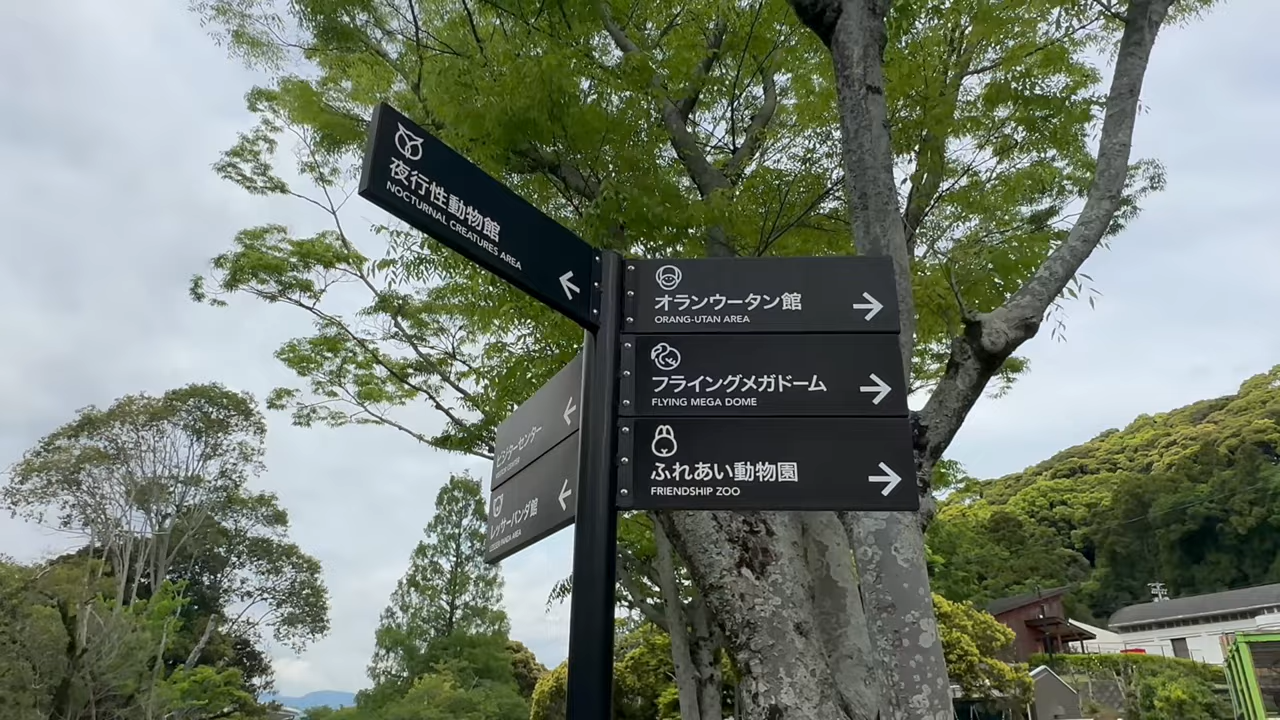 夜行性動物館
NOCTURNAL CREATURES AREA
オランウータン館
ORANG-UTAN AREA
フライングメガドーム
FLYING MEGA DOME
ふれあい動物園
FRIENDSHIP ZOO
ビジターセンター
レッサーパンダ館